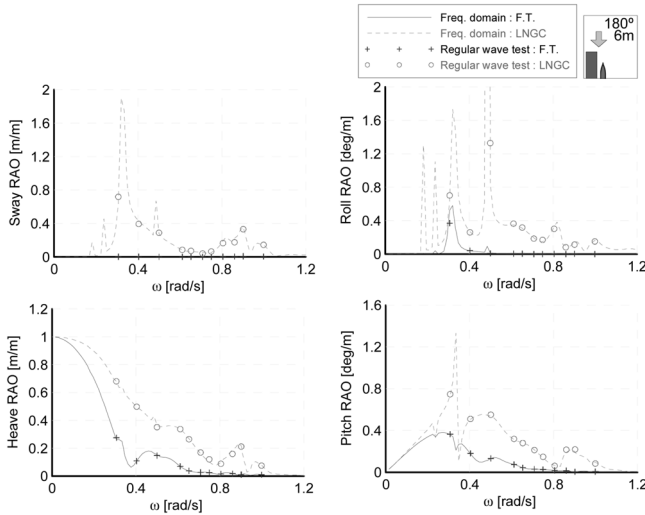 Freq. domain : F.T.
Freq. domain : LNGC
Regular wave test : F.T.
Regular wave test : LNGC
180º
6m
Sway RAO [m/m]
2
1.6
1.2
0.8
0.4
0
0 0.4 0.8 1.2
ω [rad/s]
Roll RAO [deg/m]
2
1.6
1.2
0.8
0.4
0
0 0.4 0.8 1.2
ω [rad/s]
Heave RAO [m/m]
1.2
1
0.8
0.6
0.4
0.2
0
0 0.4 0.8 1.2
ω [rad/s]
Pitch RAO [deg/m]
1.6
1.2
0.8
0.4
0
0 0.4 0.8 1.2
ω [rad/s]